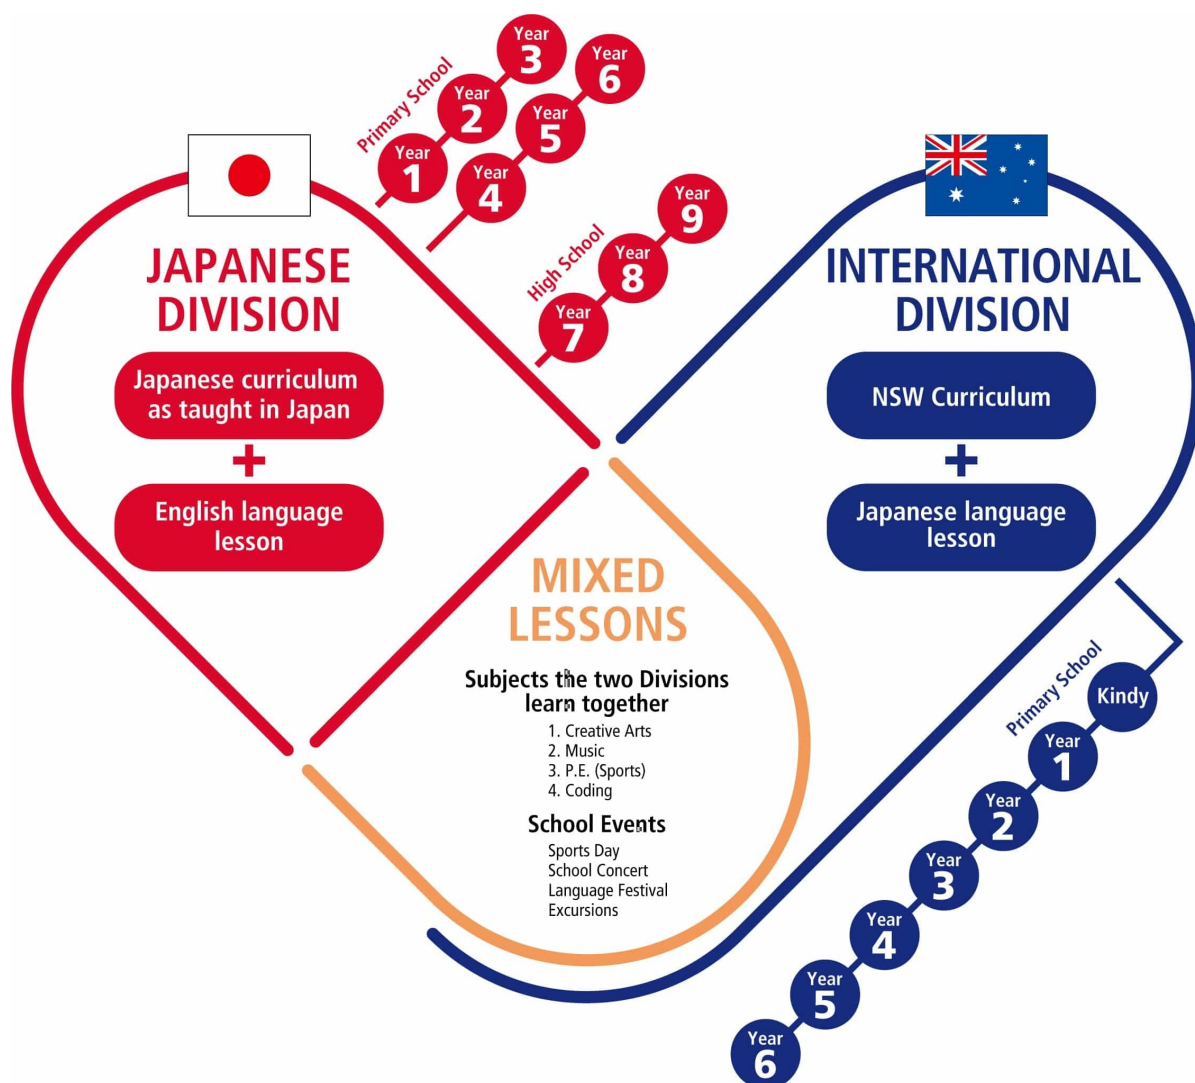 JAPANESE
DIVISION
Japanese curriculum
as taught in Japan
+
English language
lesson
Primary School
Year
1
Year
2
Year
3
Year
4
Year
5
Year
6
High School
Year
7
Year
8
Year
9
INTERNATIONAL
DIVISION
NSW Curriculum
+
Japanese language
lesson
Primary School
Kindy
Year
1
Year
2
Year
3
Year
4
Year
5
Year
6
MIXED
LESSONS
Subjects the two Divisions
learn together
1. Creative Arts
2. Music
3. P.E. (Sports)
4. Coding
School Events
Sports Day
School Concert
Language Festival
Excursions